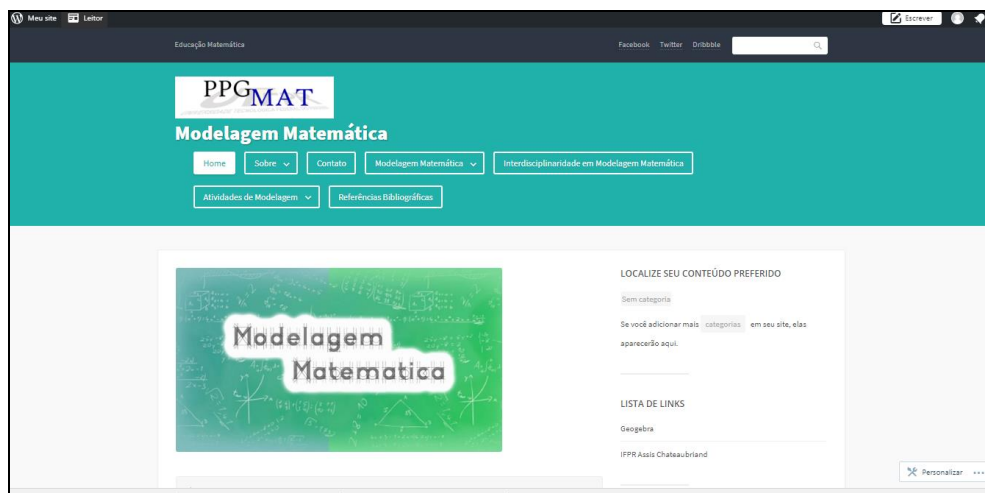 Meu site Leitor Escrever
Educação Matemática Facebook Twitter Dribbble
PPGMAT
Modelagem Matemática
Home Sobre Contato Modelagem Matemática Interdisciplinaridade em Modelagem Matemática
Atividades de Modelagem Referências Bibliográficas
Modelagem
Matematica
LOCALIZE SEU CONTEÚDO PREFERIDO
Sem categoria
Se você adicionar mais categorias em seu site, elas
aparecerão aqui.
LISTA DE LINKS
Geogebra
IFPR Assis Chateaubriand
Personalizar